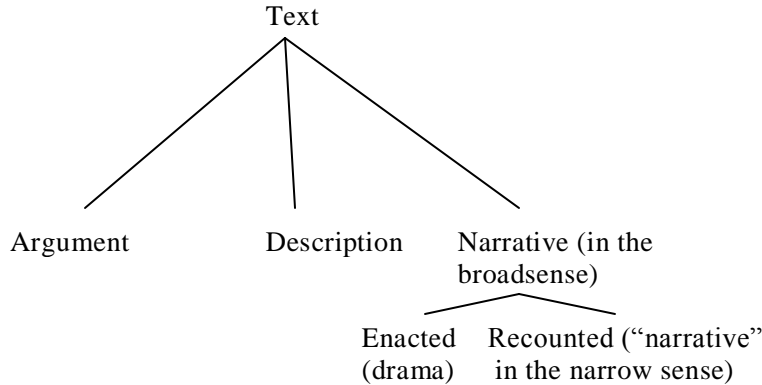 Text
Argument
Description
Narrative (in the
broadsense)
Enacted
(drama)
Recounted (“narrative”
in the narrow sense)